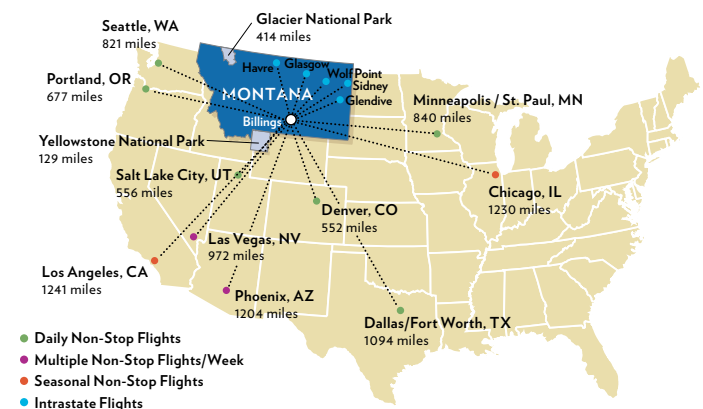 Glacier National Park
414 miles
Seattle, WA
821 miles
Havre
Glasgow
Wolf Point
Sidney
Glendive
Portland, OR
677 miles
MONTANA
Billings
Minneapolis / St. Paul, MN
840 miles
Yellowstone National Park
129 miles
Salt Lake City, UT
556 miles
Chicago, IL
1230 miles
Denver, CO
552 miles
Las Vegas, NV
972 miles
Los Angeles, CA
1241 miles
Phoenix, AZ
1204 miles
Dallas/Fort Worth, TX
1094 miles
Daily Non-Stop Flights
Multiple Non-Stop Flights/Week
Seasonal Non-Stop Flights
Intrastate Flights